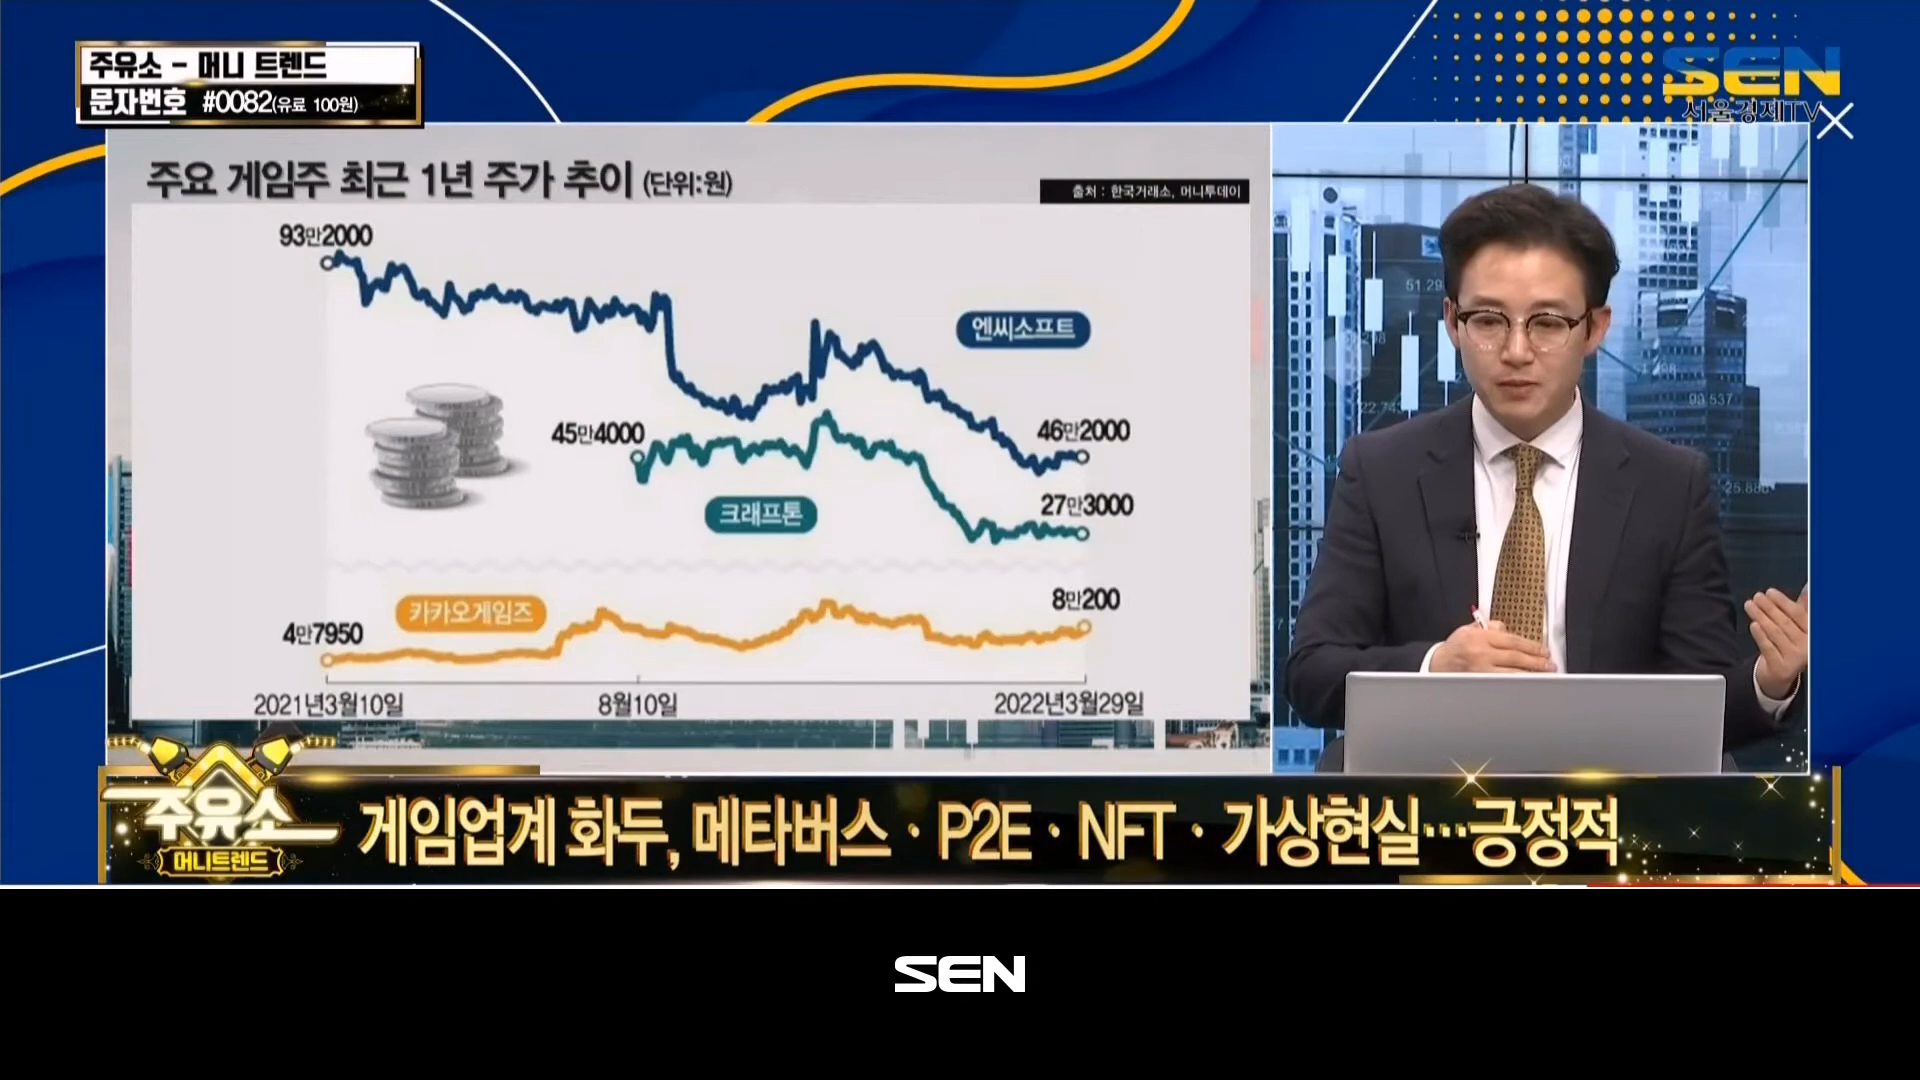 주유소 - 머니 트렌드
문자번호 #0082(유료 100원)
SEN
서울경제TV
주요 게임주 최근 1년 주가 추이 (단위:원)
출처 : 한국거래소, 머니투데이
93만2000
엔씨소프트
45만4000
46만2000
27만3000
크래프톤
카카오게임즈
8만200
4만7950
2021년3월10일
8월10일
2022년3월29일
51.29
22.743
99.537
주유소
머니트렌드
게임업계 화두, 메타버스 · P2E · NFT · 가상현실…긍정적
SEN